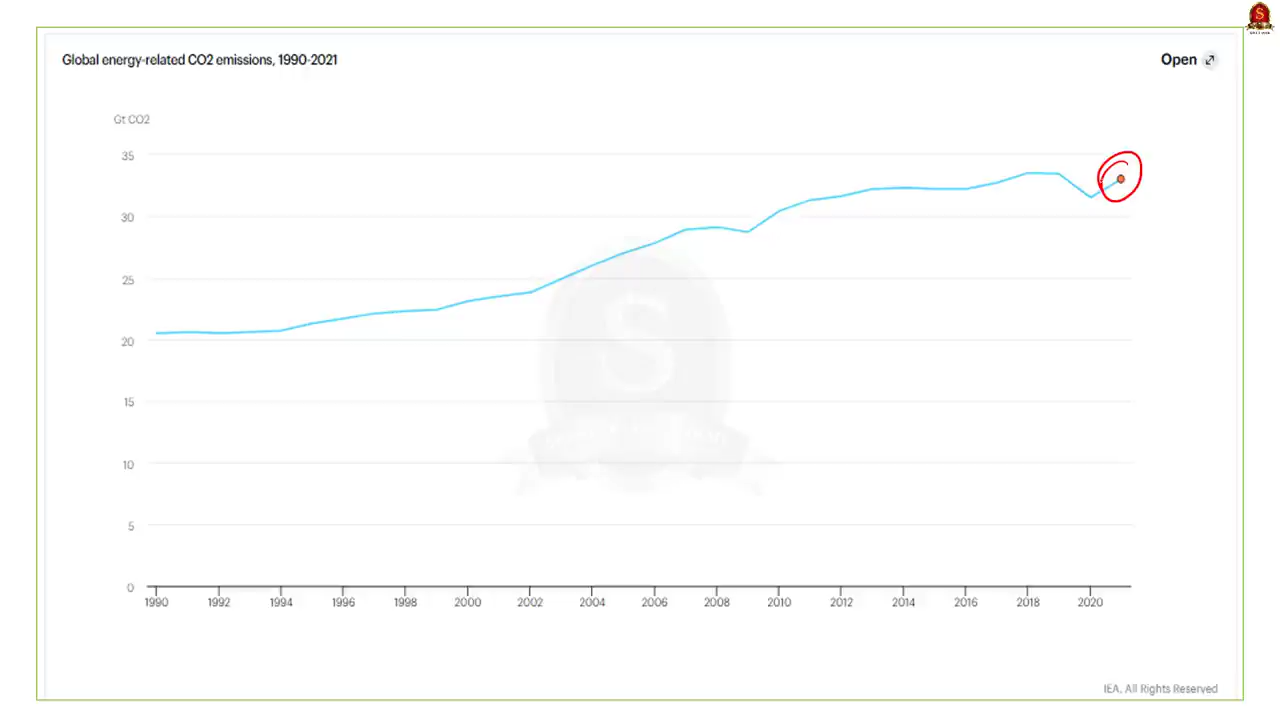 S
Global energy-related CO2 emissions, 1990-2021
Open
Gt CO2
35
30
25
20
15
10
5
0
1990 1992 1994 1996 1998 2000 2002 2004 2006 2008 2010 2012 2014 2016 2018 2020
S
IEA. All Rights Reserved